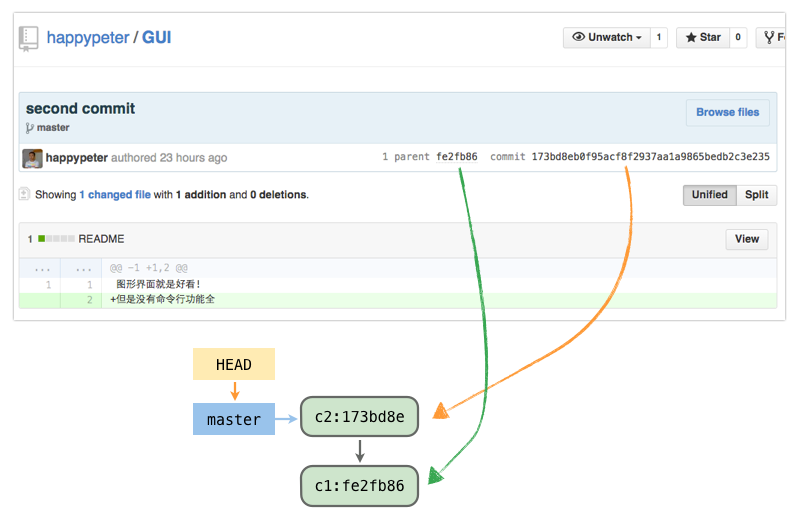 happypeter / GUI
Unwatch 1 Star 0
second commit
Browse files
master
happypeter authored 23 hours ago 1 parent fe2fb86 commit 173bd8eb0f95acf8f2937aa1a9865bedb2c3e235
Showing 1 changed file with 1 addition and 0 deletions.
Unified Split
1 README View
... ... @@ -1 +1,2 @@
1 1 图形界面就是好看!
2 +但是没有命令行功能全
HEAD
master
c2:173bd8e
c1:fe2fb86